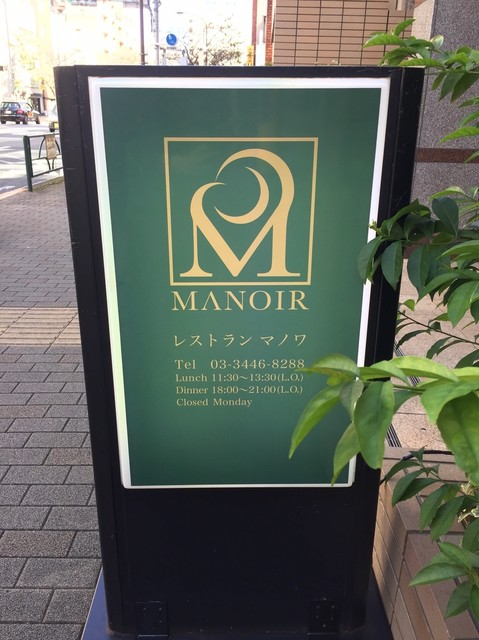 M
MANOIR
レストラン マノワ
Tel 03-3446-8288
Lunch 11:30～13:30(L.O.)
Dinner 18:00～21:00(L.O.)
Closed Monday